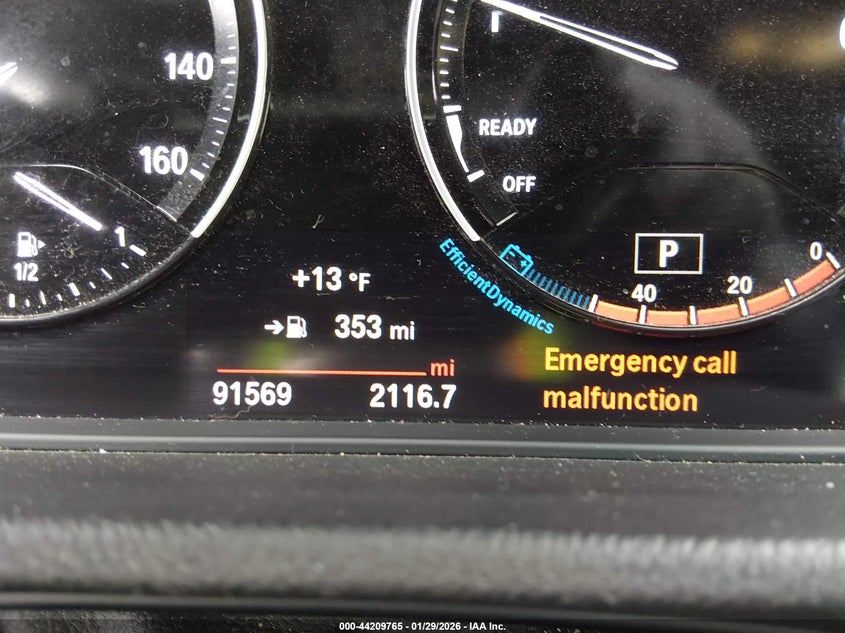 140
160
1
1/2
READY
OFF
P
EfficientDynamics
40
20
0
+13 °F
353 mi
mi
91569
2116.7
Emergency call
malfunction
000-44209765 - 01/29/2026 - IAA Inc.